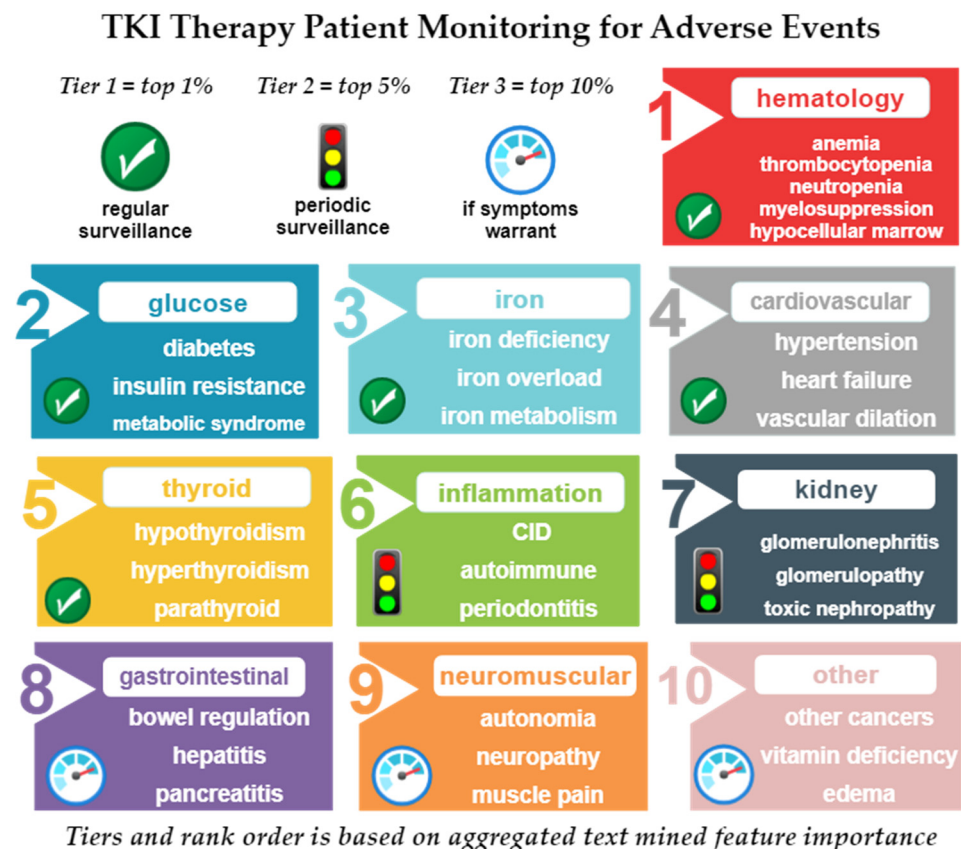 TKI Therapy Patient Monitoring for Adverse Events
Tier 1 = top 1%
regular
surveillance
Tier 2 = top 5%
periodic
surveillance
Tier 3 = top 10%
if symptoms
warrant
1
hematology
anemia
thrombocytopenia
neutropenia
myelosuppression
hypocellular marrow
2
glucose
diabetes
insulin resistance
metabolic syndrome
3
iron
iron deficiency
iron overload
iron metabolism
4
cardiovascular
hypertension
heart failure
vascular dilation
5
thyroid
hypothyroidism
hyperthyroidism
parathyroid
6
inflammation
CID
autoimmune
periodontitis
7
kidney
glomerulonephritis
glomerulopathy
toxic nephropathy
8
gastrointestinal
bowel regulation
hepatitis
pancreatitis
9
neuromuscular
autonomia
neuropathy
muscle pain
10
other
other cancers
vitamin deficiency
edema
Tiers and rank order is based on aggregated text mined feature importance